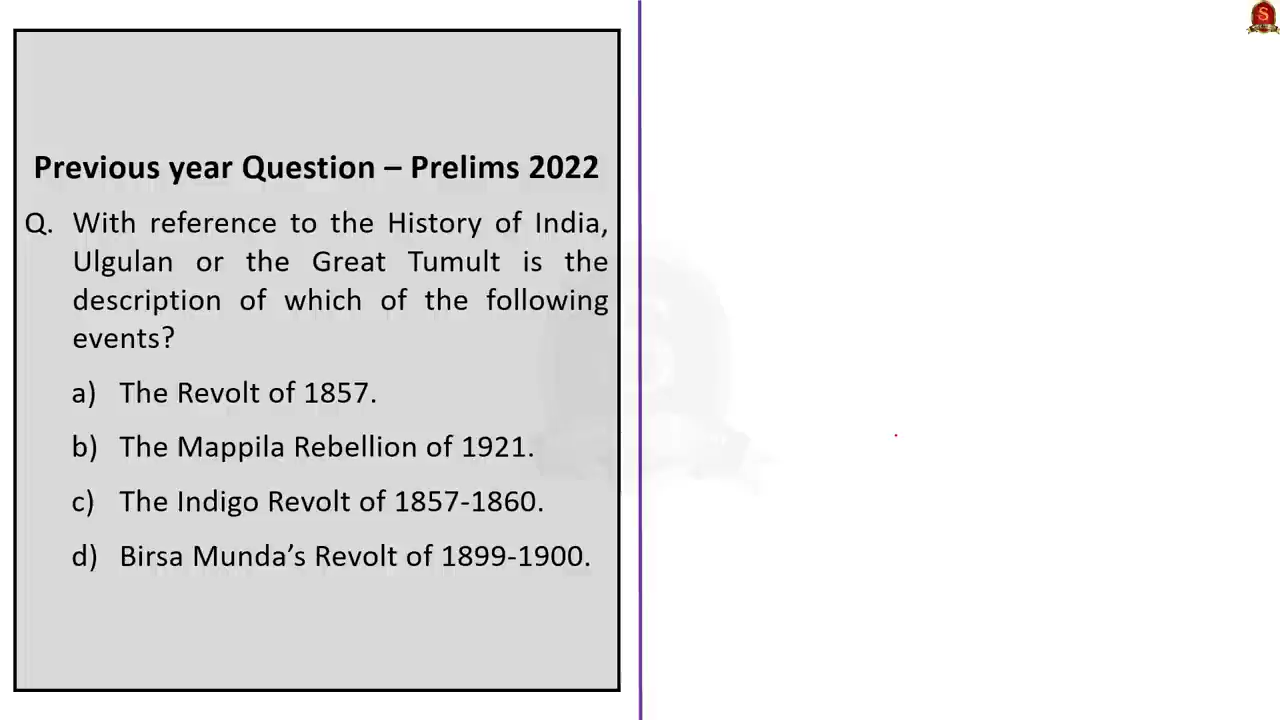 Previous year Question – Prelims 2022
Q. With reference to the History of India,
Ulgulan or the Great Tumult is the
description of which of the following
events?
a) The Revolt of 1857.
b) The Mappila Rebellion of 1921.
c) The Indigo Revolt of 1857-1860.
d) Birsa Munda’s Revolt of 1899-1900.